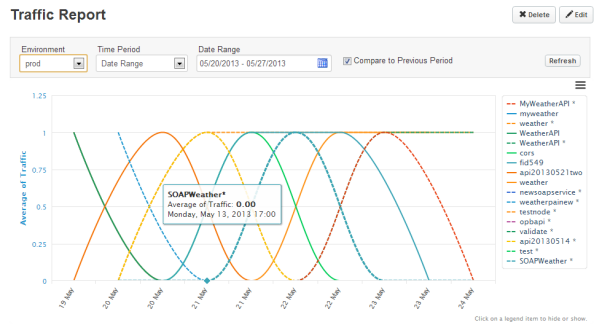 Traffic Report
✖ Delete
Edit
Environment
Time Period
Date Range
prod
Date Range
05/20/2013 - 05/27/2013
Compare to Previous Period
Refresh
1.25
1
0.75
0.5
0.25
0
Average of Traffic
SOAPWeather*
Average of Traffic: 0.00
Monday, May 13, 2013 17:00
19 May
20 May
20 May
21 May
21 May
22 May
22 May
23 May
23 May
24 May
MyWeatherAPI *
myweather
weather *
WeatherAPI
WeatherAPI *
cors
fid549
api20130521two
weather
newsoapservice *
weatherpainew *
testnode *
opbapi *
validate *
api20130514 *
test *
SOAPWeather *
Click on a legend item to hide or show.